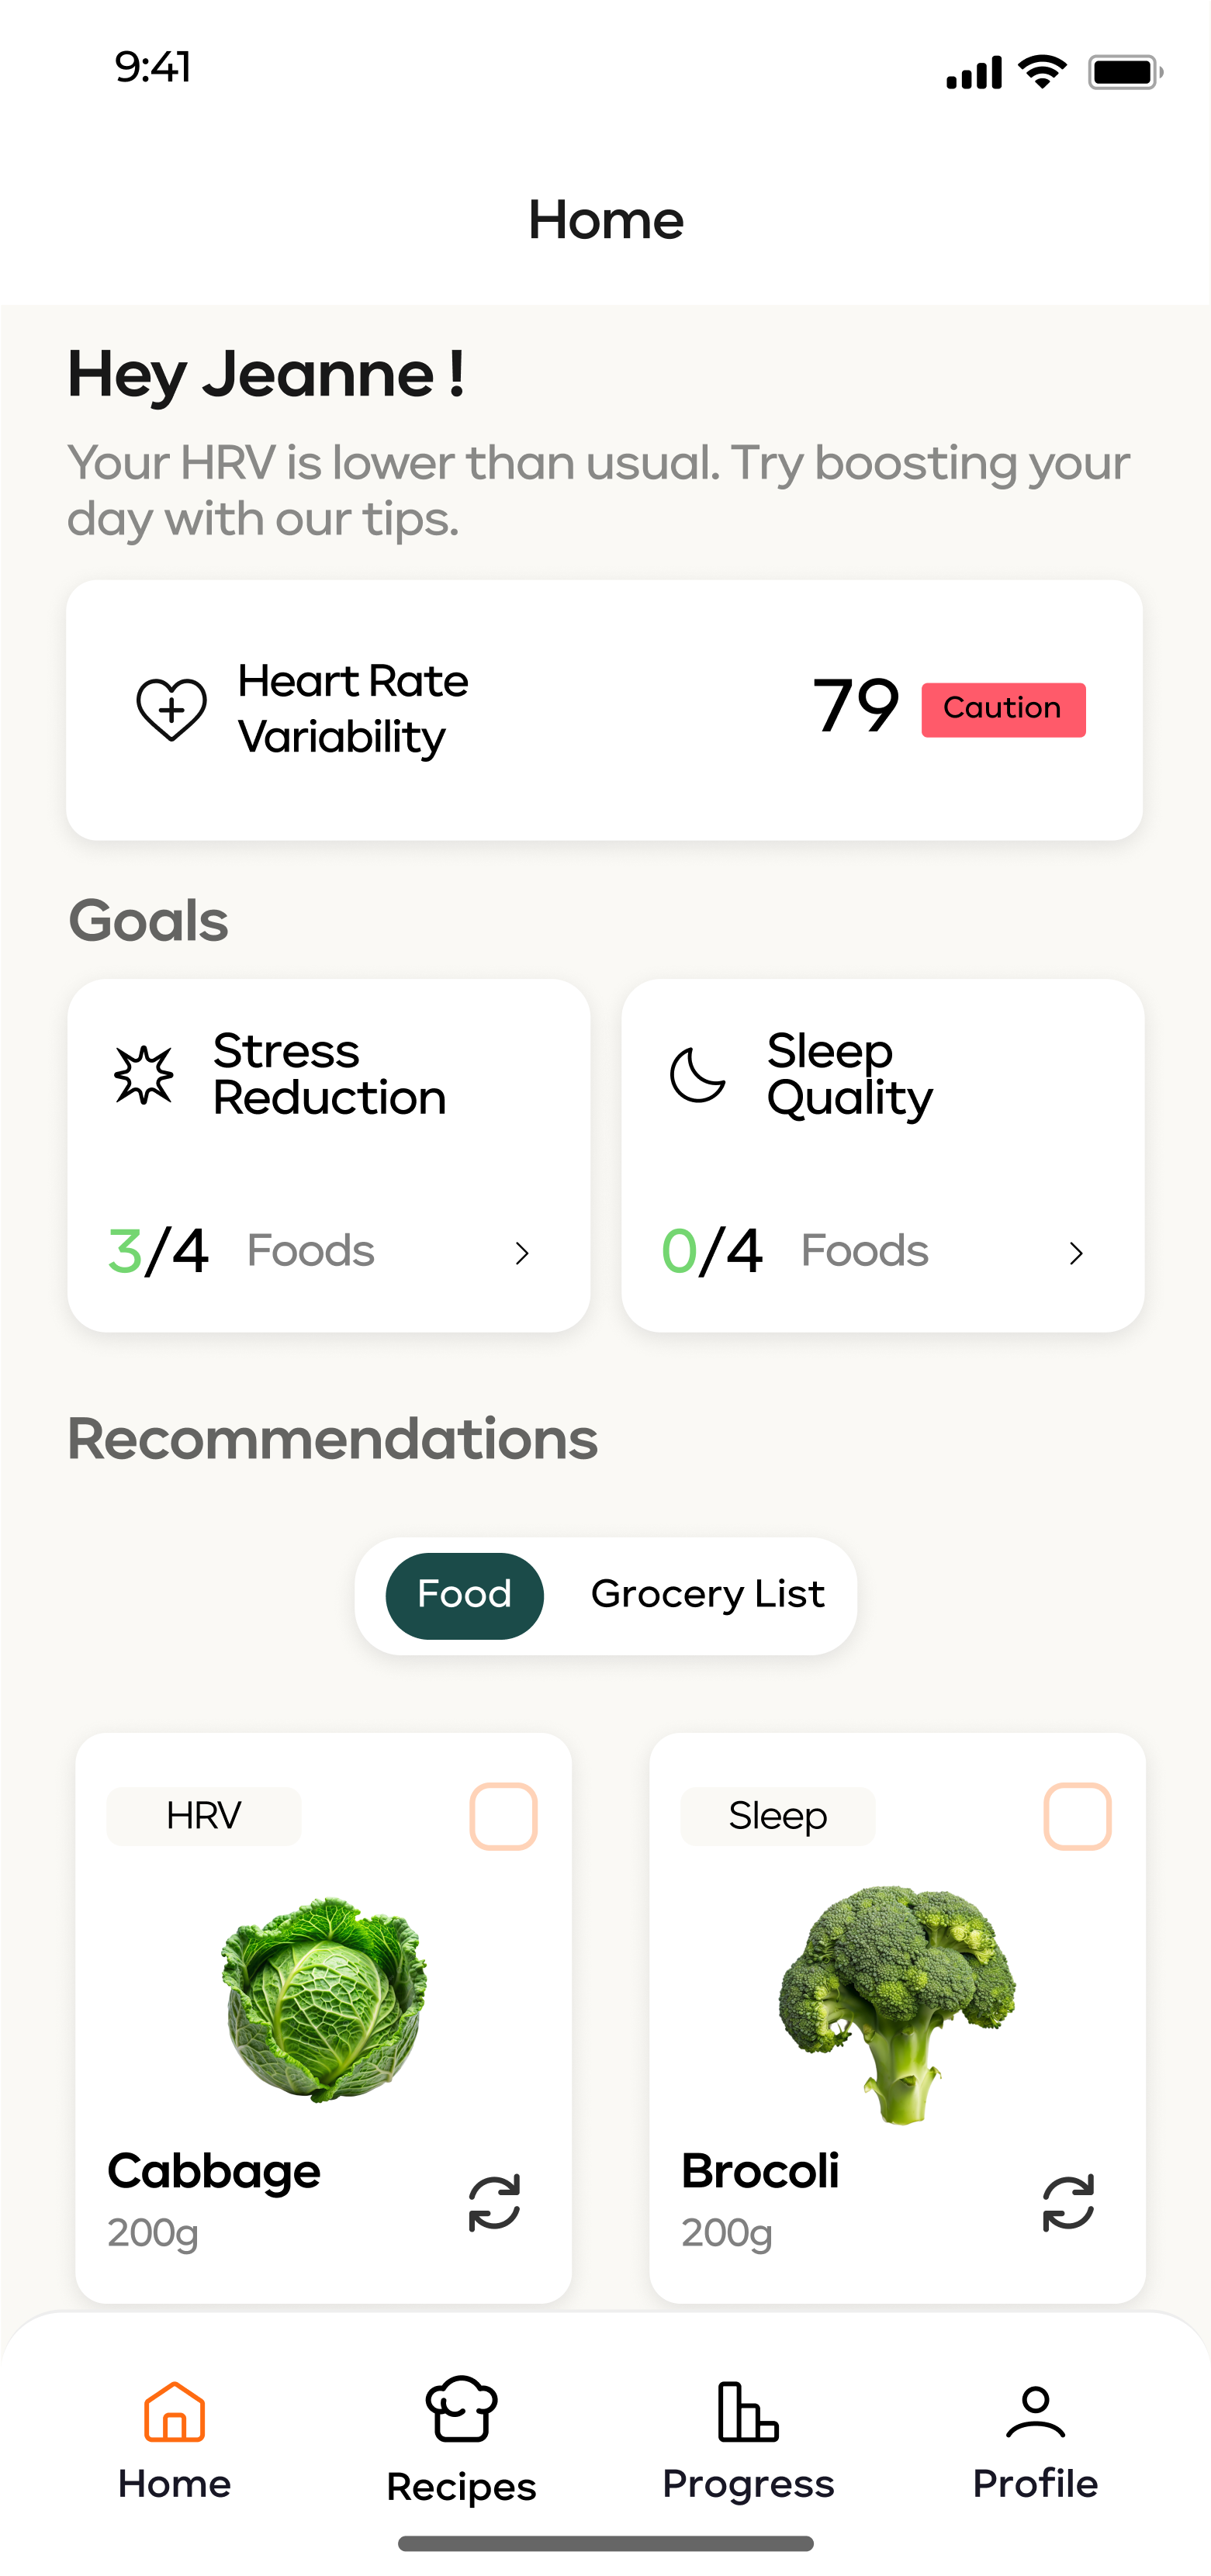 9:41
Home
Hey Jeanne !
Your HRV is lower than usual. Try boosting your
day with our tips.
Heart Rate
Variability
79
Caution
Goals
Stress
Reduction
3/4
Foods
Sleep
Quality
0/4
Foods
Recommendations
Food
Grocery List
HRV
Cabbage
200g
Sleep
Brocoli
200g
Home
Recipes
Progress
Profile